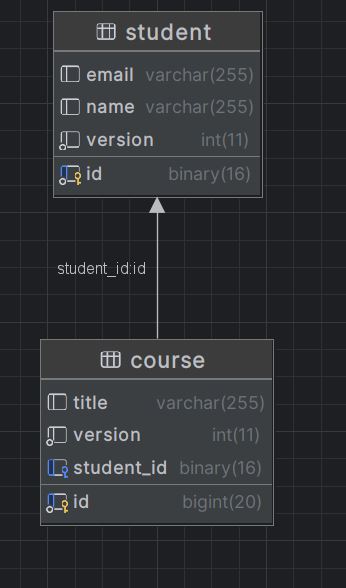 student
email varchar(255)
name varchar(255)
version int(11)
id binary(16)
student_id:id
course
title varchar(255)
version int(11)
student_id binary(16)
id bigint(20)